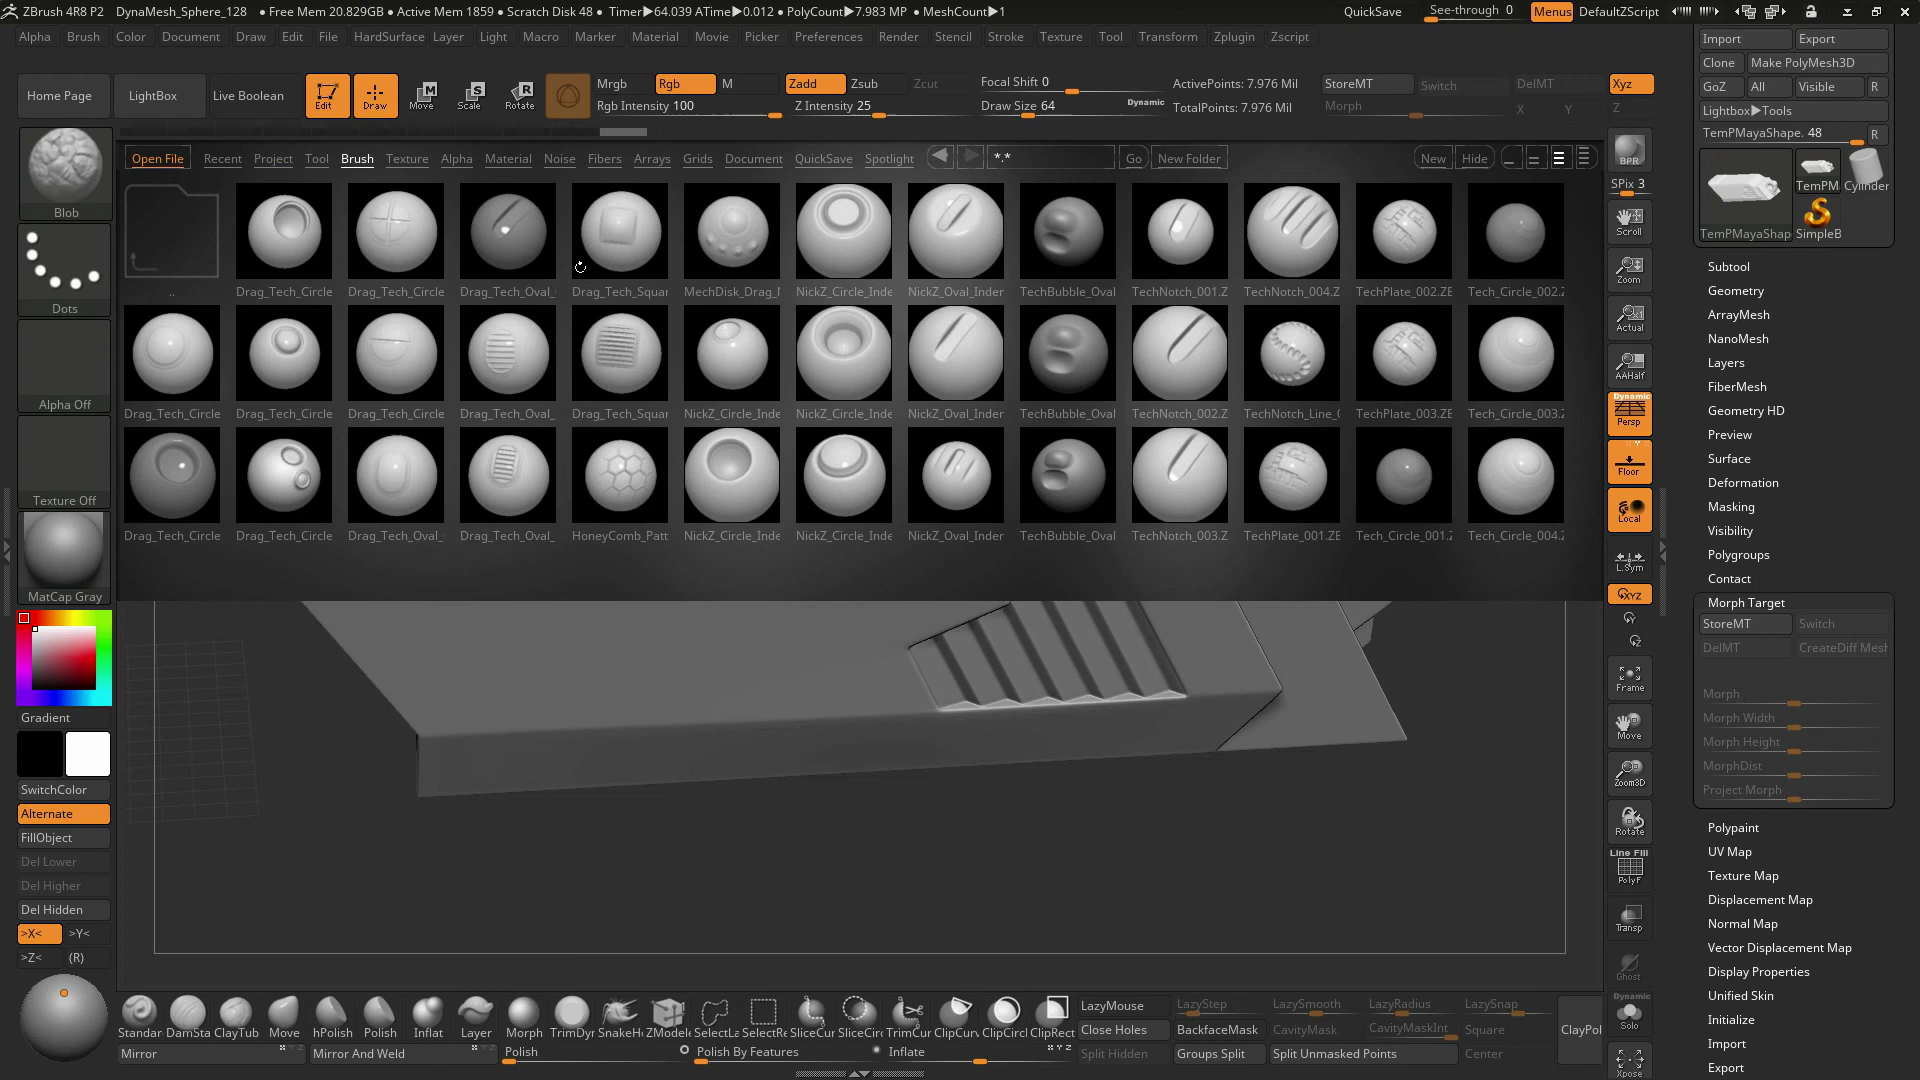 ZBrush 4R8 P2 DynaMesh_Sphere_128 • Free Mem 20.829GB • Active Mem 1859 • Scratch Disk 48 • Timer▶64.039 ATime▶0.012 • PolyCount▶7.983 MP • MeshCount▶1 QuickSave See-through 0 Menus DefaultZScript
Alpha Brush Color Document Draw Edit File HardSurface Layer Light Macro Marker Material Movie Picker Preferences Render Stencil Stroke Texture Tool Transform Zplugin Zscript
Import Export
Clone Make PolyMesh3D
GoZ All Visible R
Lightbox▶Tools
TemPMayaShape. 48 R
TemPM Cylinder
TemPMayaShap SimpleB
Home Page LightBox Live Boolean Edit Draw Move Scale Rotate
Mrgb Rgb M Zadd Zsub Zcut Focal Shift 0 ActivePoints: 7.976 Mil StoreMT Switch DelMT Xyz
Rgb Intensity 100 Z Intensity 25 Draw Size 64 Dynamic TotalPoints: 7.976 Mil Morph X Y Z
Open File Recent Project Tool Brush Texture Alpha Material Noise Fibers Arrays Grids Document QuickSave Spotlight *.* Go New Folder New Hide
.. Drag_Tech_Circle Drag_Tech_Circle Drag_Tech_Oval_ Drag_Tech_Squar MechDisk_Drag_ NickZ_Circle_Inde NickZ_Oval_Inder TechBubble_Oval TechNotch_001.Z TechNotch_004.Z TechPlate_002.ZE Tech_Circle_002.Z
Drag_Tech_Circle Drag_Tech_Circle Drag_Tech_Circle Drag_Tech_Oval_ Drag_Tech_Squar NickZ_Circle_Inde NickZ_Circle_Inde NickZ_Oval_Inder TechBubble_Oval TechNotch_002.Z TechNotch_Line_0 TechPlate_003.ZE Tech_Circle_003.Z
Drag_Tech_Circle Drag_Tech_Circle Drag_Tech_Oval_ Drag_Tech_Oval_ HoneyComb_Patt NickZ_Circle_Inde NickZ_Circle_Inde NickZ_Oval_Inder TechBubble_Oval TechNotch_003.Z TechPlate_001.ZE Tech_Circle_001.Z Tech_Circle_004.Z
Blob
Dots
Alpha Off
Texture Off
MatCap Gray
Gradient
SwitchColor
Alternate
FillObject
Del Lower
Del Higher
Del Hidden
>X< >Y<
>Z< (R)
BPR
SPix 3
Scroll
Zoom
Actual
AAHalf
Dynamic
Persp
Floor
Local
L.Sym
XYZ
Frame
Move
Zoom3D
Rotate
Line Fill
PolyF
Transp
Ghost
Dynamic
Solo
Xpose
Subtool
Geometry
ArrayMesh
NanoMesh
Layers
FiberMesh
Geometry HD
Preview
Surface
Deformation
Masking
Visibility
Polygroups
Contact
Morph Target
StoreMT Switch
DelMT CreateDiff Mesh
Morph
Morph Width
Morph Height
MorphDist
Project Morph
Polypaint
UV Map
Texture Map
Displacement Map
Normal Map
Vector Displacement Map
Display Properties
Unified Skin
Initialize
Import
Export
Standar DamSta ClayTub Move hPolish Polish Inflat Layer Morph TrimDyr SnakeH ZModel SelectLa SelectRe SliceCur SliceCirc TrimCur ClipCurv ClipCircl ClipRect
LazyMouse LazyStep LazySmooth LazyRadius LazySnap
Close Holes BackfaceMask CavityMask CavityMaskInt Square ClayPol
Mirror Mirror And Weld Polish Polish By Features Inflate Split Hidden Groups Split Split Unmasked Points Center